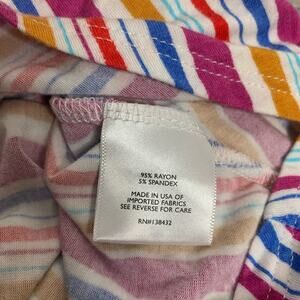 95% RAYON
5% SPANDEX
MADE IN USA OF
IMPORTED FABRICS
SEE REVERSE FOR CARE
RN#138432